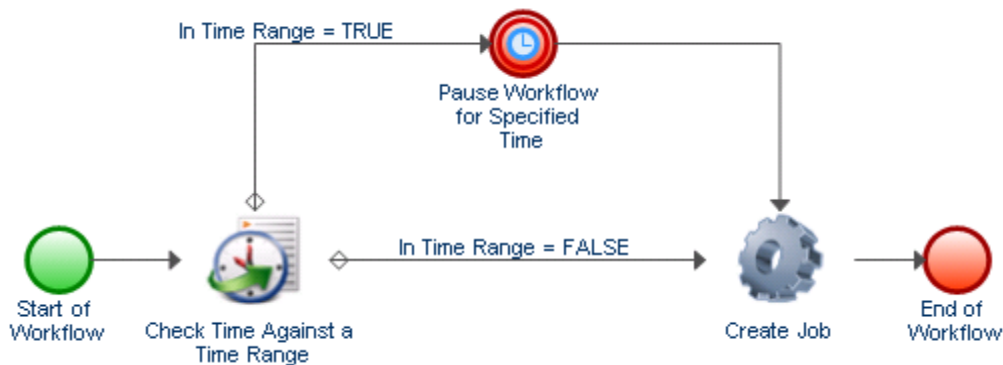 In Time Range = TRUE
Pause Workflow
for Specified
Time
In Time Range = FALSE
Start of
Workflow
Check Time Against a
Time Range
Create Job
End of
Workflow